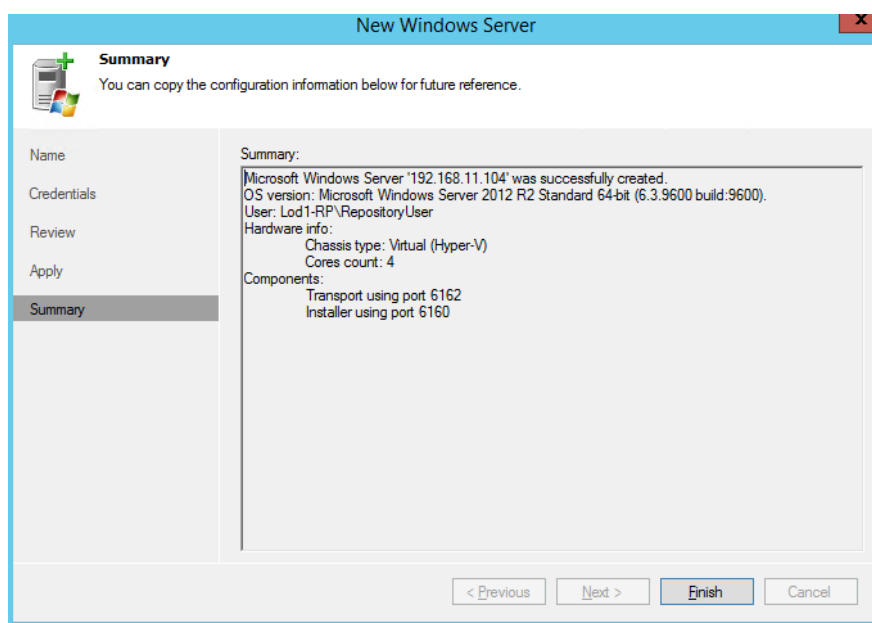 New Windows Server
x
Summary
You can copy the configuration information below for future reference.
Name
Credentials
Review
Apply
Summary
Summary:
Microsoft Windows Server '192.168.11.104' was successfully created.
OS version: Microsoft Windows Server 2012 R2 Standard 64-bit (6.3.9600 build:9600).
User: Lod1-RP\RepositoryUser
Hardware info:
Chassis type: Virtual (Hyper-V)
Cores count: 4
Components:
Transport using port 6162
Installer using port 6160
< Previous
Next >
Finish
Cancel